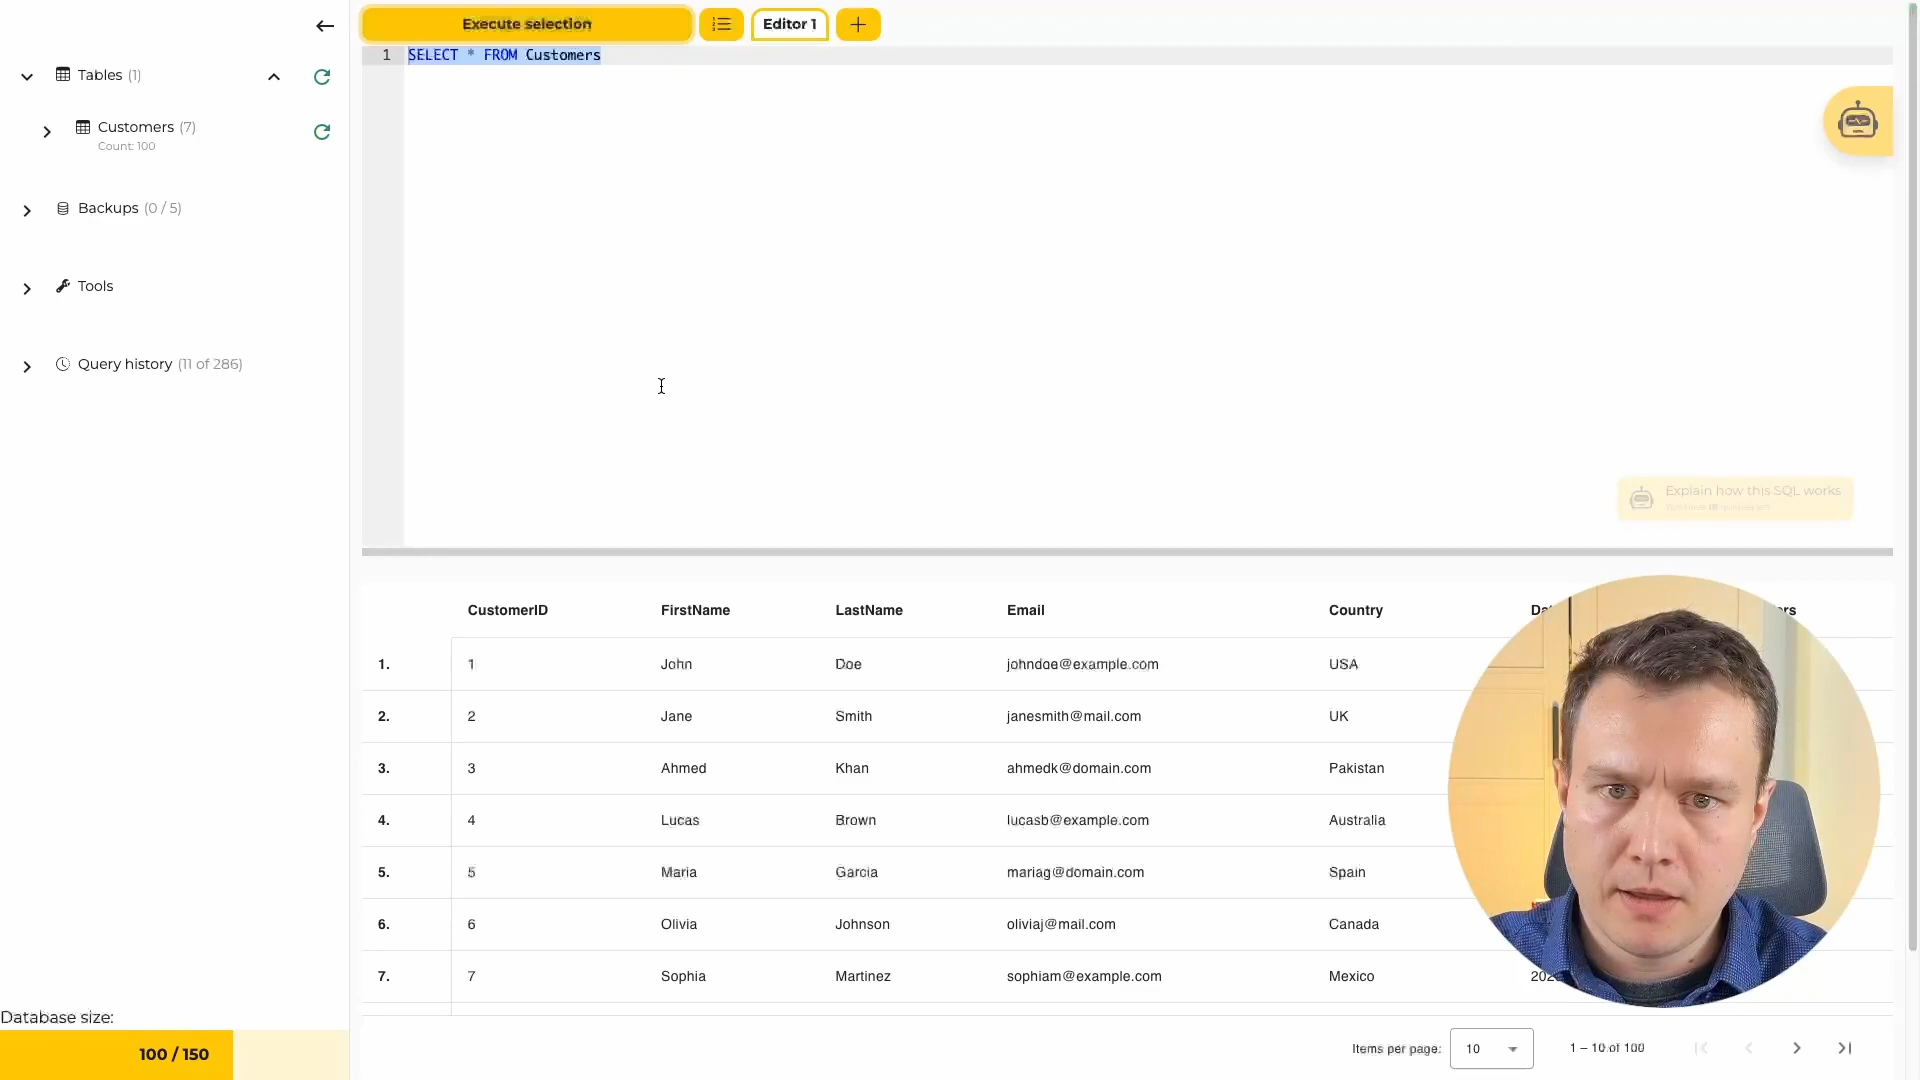 Execute selection
Editor 1
1 SELECT * FROM Customers
Tables (1)
Customers (7)
Count: 100
Backups (0 / 5)
Tools
Query history (11 of 286)
Explain how this SQL works
CustomerID FirstName LastName Email Country
1. 1 John Doe johndoe@example.com USA
2. 2 Jane Smith janesmith@mail.com UK
3. 3 Ahmed Khan ahmedk@domain.com Pakistan
4. 4 Lucas Brown lucasb@example.com Australia
5. 5 Maria Garcia mariag@domain.com Spain
6. 6 Olivia Johnson oliviaj@mail.com Canada
7. 7 Sophia Martinez sophiam@example.com Mexico
Database size:
100 / 150
Items per page: 10 1 – 10 of 100